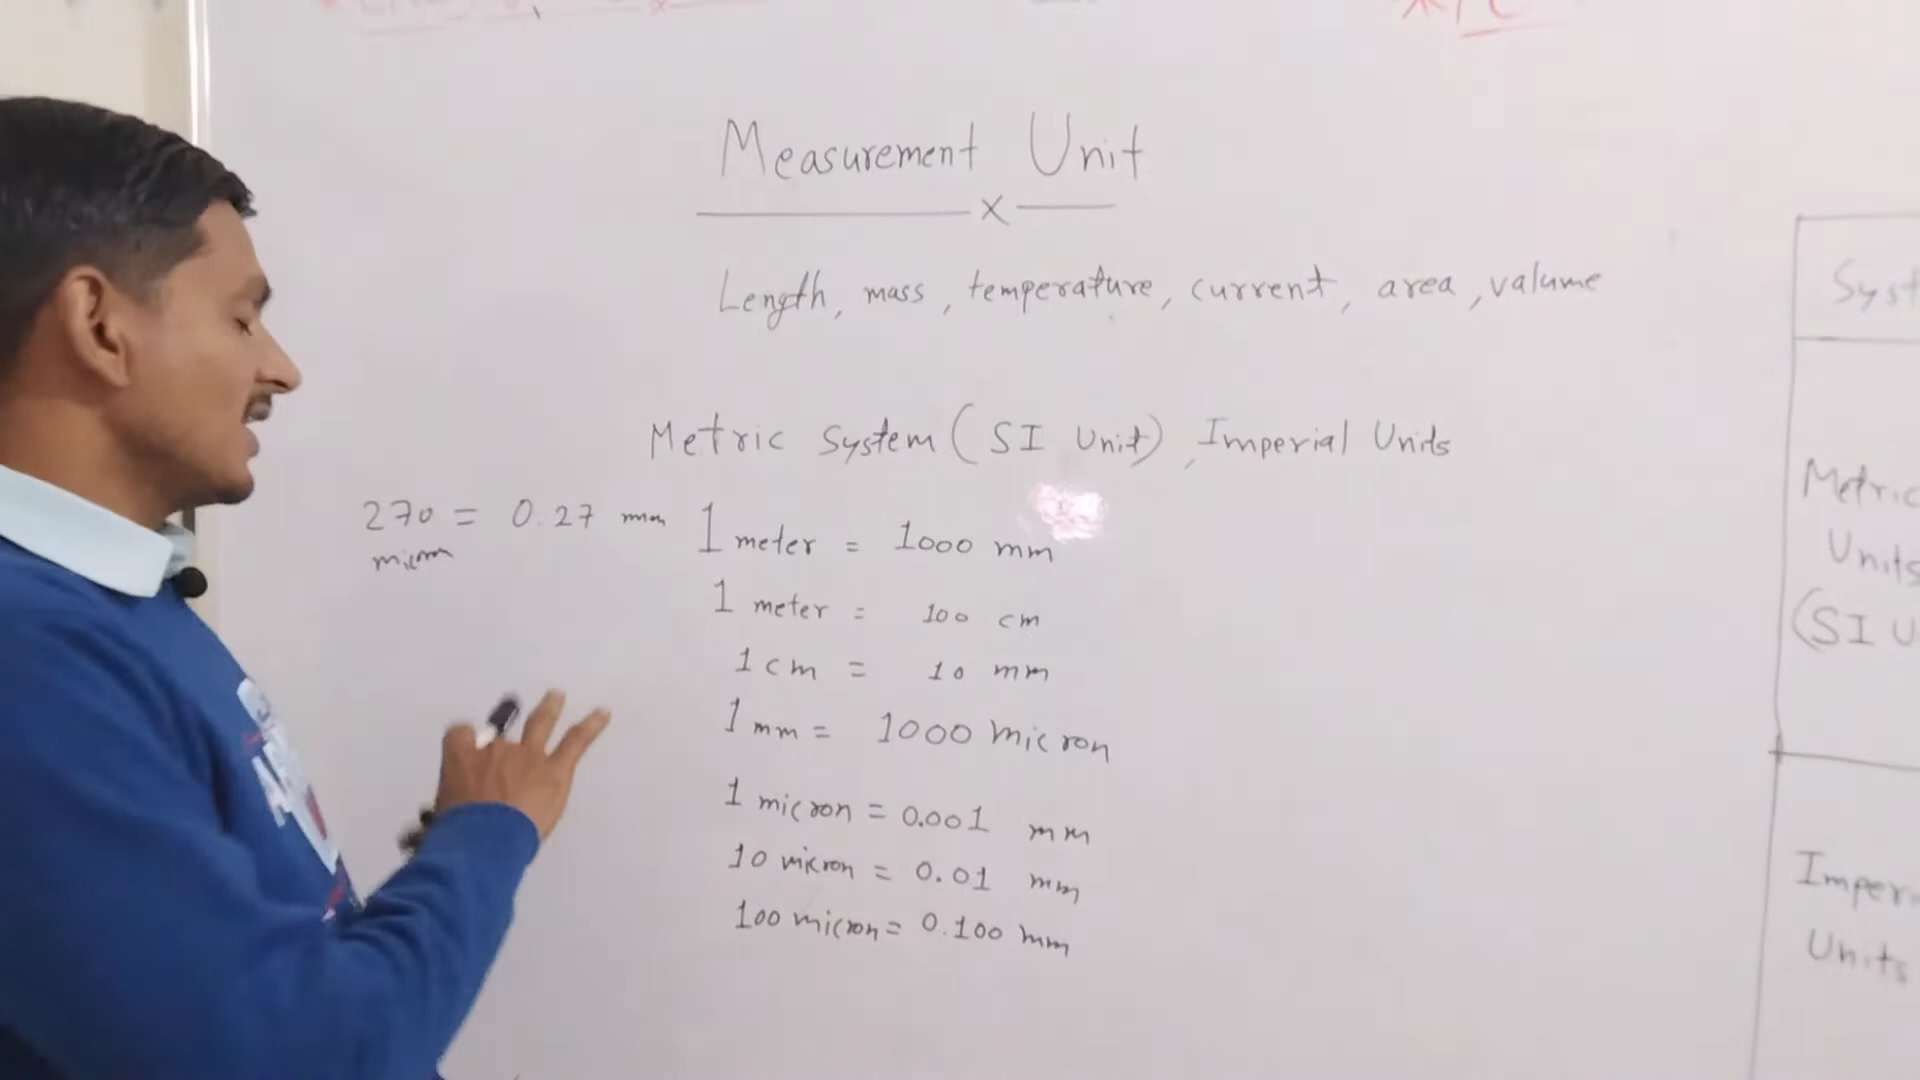 Measurement Unit
x
Length, mass, temperature, current, area, valume
Metric System (SI Unit), Imperial Units
270 = 0.27 mm
micron
1 meter = 1000 mm
1 meter = 100 cm
1 cm = 10 mm
1 mm = 1000 micron
1 micron = 0.001 mm
10 micron = 0.01 mm
100 micron = 0.100 mm
Syst
Metric
Units
(SI U
Imper
Units